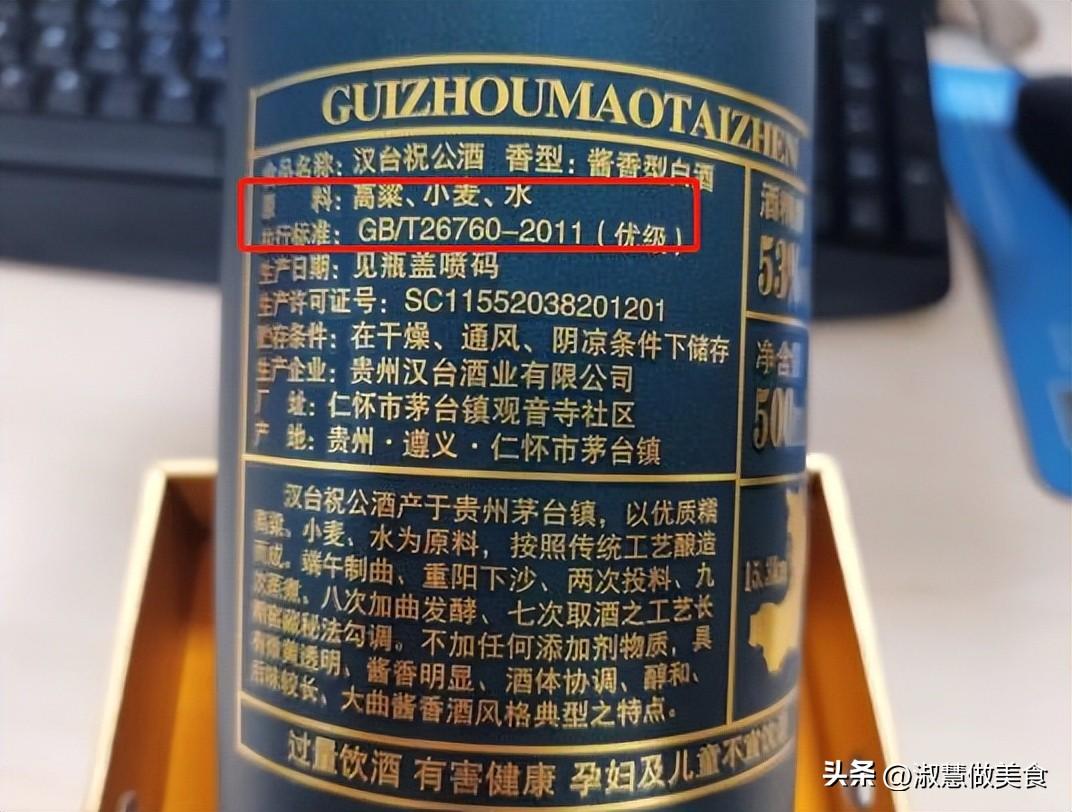 GUIZHOUMAOTAIZHEN
食品名称：汉台祝公酒 香型：酱香型白酒
原 料：高粱、小麦、水
执行标准：GB/T26760-2011（优级）
生产日期：见瓶盖喷码
生产许可证号：SC11552038201201
贮存条件：在干燥、通风、阴凉条件下储存
生产企业：贵州汉台酒业有限公司
厂 址：仁怀市茅台镇观音寺社区
产 地：贵州·遵义·仁怀市茅台镇
53%
净含量
500
汉台祝公酒产于贵州茅台镇，以优质糯
高粱、小麦、水为原料，按照传统工艺酿造
而成。端午制曲、重阳下沙、两次投料、九
次蒸煮、八次加曲发酵、七次取酒之工艺长
期窖藏秘法勾调。不加任何添加剂物质，具
有微黄透明、酱香明显、酒体协调、醇和、
后味较长、大曲酱香酒风格典型之特点。
过量饮酒 有害健康 孕妇及儿童不宜
头条 @淑慧做美食